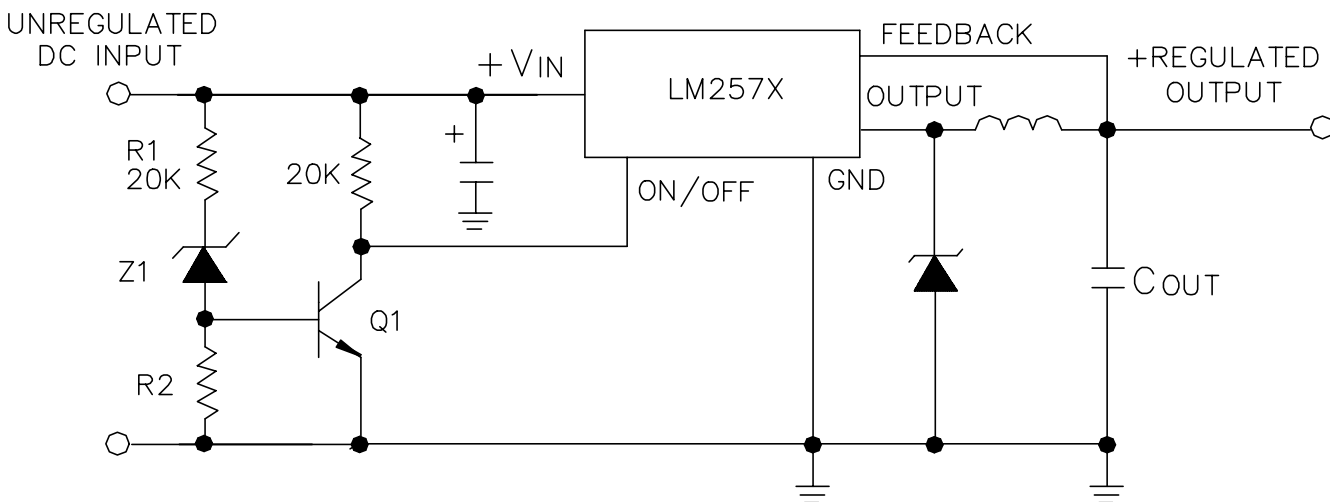 UNREGULATED
DC INPUT
+VIN
LM257X
FEEDBACK
+REGULATED
OUTPUT
OUTPUT
R1
20K
20K
+
ON/OFF
GND
Z1
Q1
COUT
R2